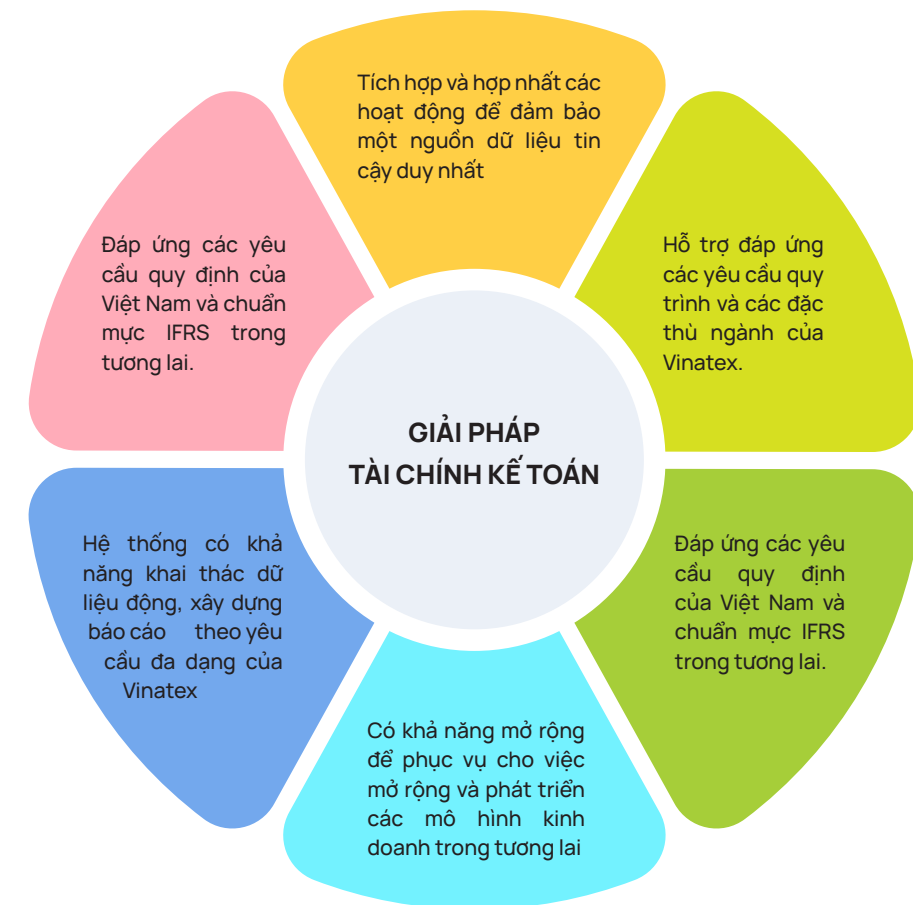 Tích hợp và hợp nhất các
hoạt động để đảm bảo
một nguồn dữ liệu tin
cậy duy nhất
Hỗ trợ đáp ứng
các yêu cầu quy
trình và các đặc
thù ngành của
Vinatex.
Đáp ứng các yêu
cầu quy định
của Việt Nam và
chuẩn mực IFRS
trong tương lai.
Có khả năng mở rộng
để phục vụ cho việc
mở rộng và phát triển
các mô hình kinh
doanh trong tương lai
Hệ thống có khả
năng khai thác dữ
liệu động, xây dựng
báo cáo theo yêu
cầu đa dạng của
Vinatex
Đáp ứng các yêu
cầu quy định của
Việt Nam và chuẩn
mực IFRS trong
tương lai.
GIẢI PHÁP
TÀI CHÍNH KẾ TOÁN